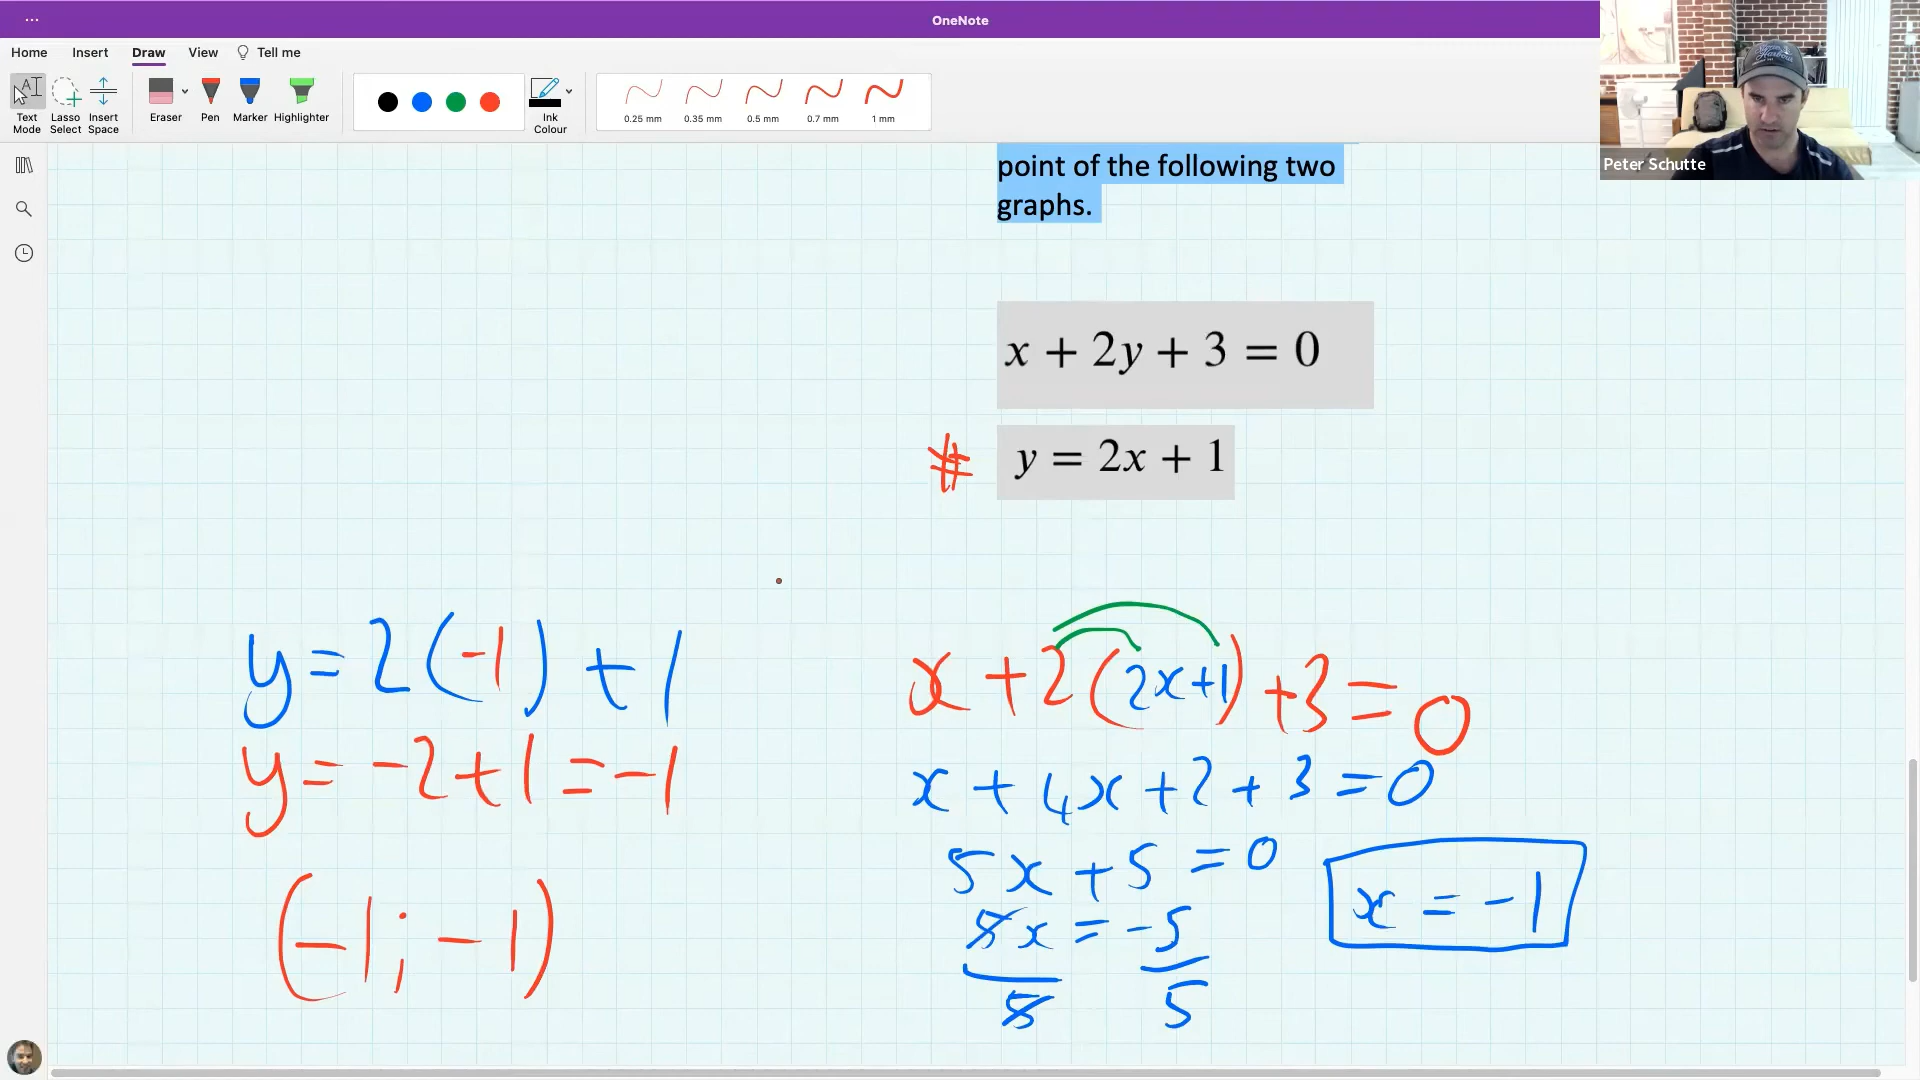 OneNote
Home Insert Draw View Tell me
Text Mode
Lasso Select
Insert Space
Eraser
Pen
Marker
Highlighter
Ink Colour
0.25 mm
0.35 mm
0.5 mm
0.7 mm
1 mm
Peter Schutte
point of the following two
graphs.
x + 2y + 3 = 0
# y = 2x + 1
y = 2(-1) + 1
y = -2 + 1 = -1
(-1; -1)
x + 2(2x+1) + 3 = 0
x + 4x + 2 + 3 = 0
5x + 5 = 0
5x = -5
5 5
x = -1